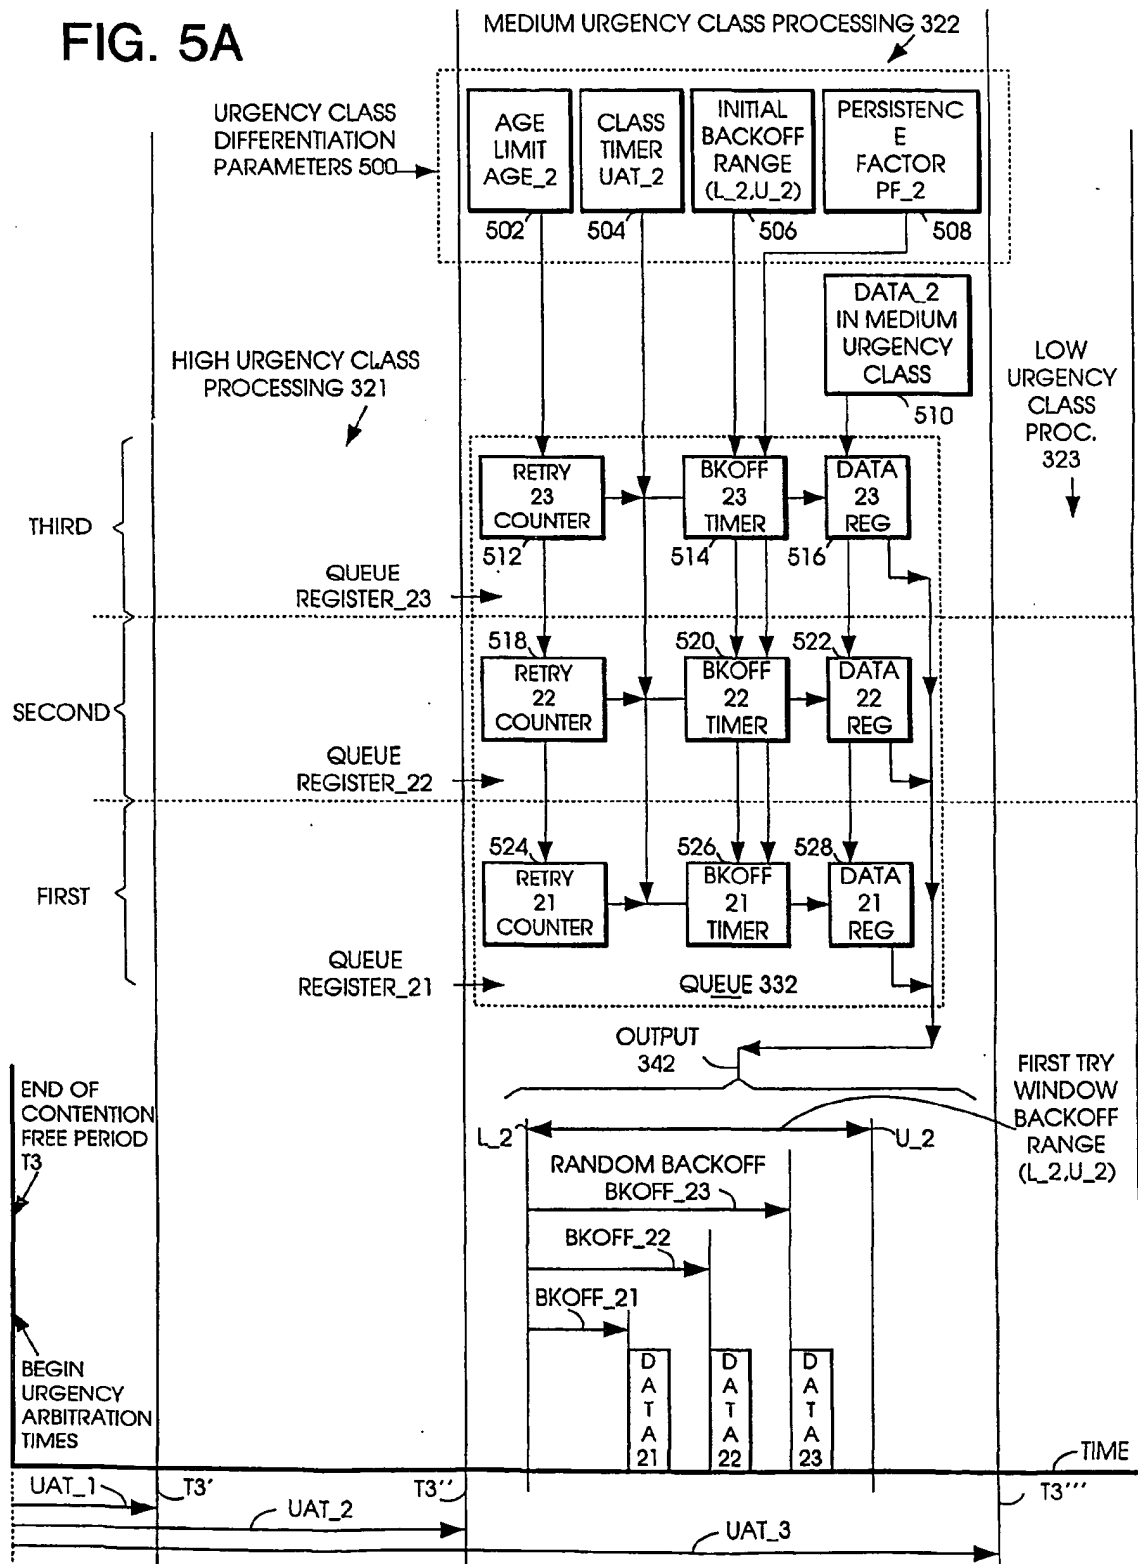 FIG. 5A
MEDIUM URGENCY CLASS PROCESSING 322
URGENCY CLASS
DIFFERENTIATION
PARAMETERS 500
AGE
LIMIT
AGE_2
502
CLASS
TIMER
UAT_2
504
INITIAL
BACKOFF
RANGE
(L_2,U_2)
506
PERSISTENC
E
FACTOR
PF_2
508
DATA_2
IN MEDIUM
URGENCY
CLASS
510
HIGH URGENCY CLASS
PROCESSING 321
LOW
URGENCY
CLASS
PROC.
323
THIRD
RETRY
23
COUNTER
512
BKOFF
23
TIMER
514
DATA
23
REG
516
QUEUE
REGISTER_23
SECOND
518
RETRY
22
COUNTER
520
BKOFF
22
TIMER
522
DATA
22
REG
QUEUE
REGISTER_22
FIRST
524
RETRY
21
COUNTER
526
BKOFF
21
TIMER
528
DATA
21
REG
QUEUE
REGISTER_21
QUEUE 332
OUTPUT
342
END OF
CONTENTION
FREE PERIOD
T3
FIRST TRY
WINDOW
BACKOFF
RANGE
(L_2,U_2)
L_2
U_2
RANDOM BACKOFF
BKOFF_23
BKOFF_22
BKOFF_21
BEGIN
URGENCY
ARBITRATION
TIMES
DATA
21
DATA
22
DATA
23
TIME
UAT_1
T3'
UAT_2
T3''
UAT_3
T3'''